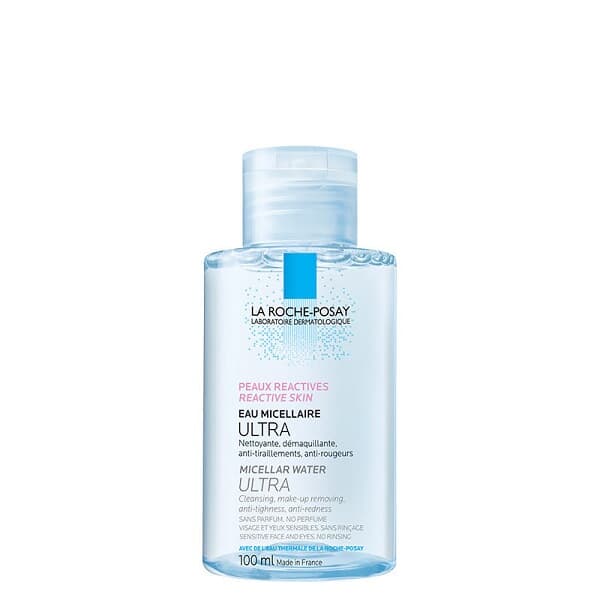 LA ROCHE-POSAY
LABORATOIRE DERMATOLOGIQUE
PEAUX REACTIVES
REACTIVE SKIN
EAU MICELLAIRE
ULTRA
Nettoyante, démaquillante,
anti-tiraillements, anti-rougeurs
MICELLAR WATER
ULTRA
Cleansing, make-up removing,
anti-tightness, anti-redness
SANS PARFUM, NO PERFUME
VISAGE ET YEUX SENSIBLES, SANS RINÇAGE
SENSITIVE FACE AND EYES, NO RINSING
AVEC DE L'EAU THERMALE DE LA ROCHE-POSAY
100 ml Made in France